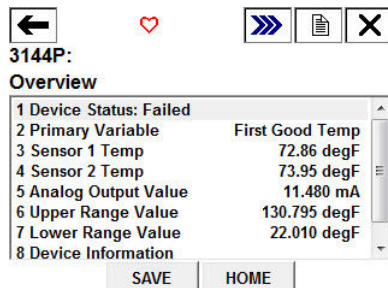 3144P:
Overview
1 Device Status: Failed
2 Primary Variable First Good Temp
3 Sensor 1 Temp 72.86 degF
4 Sensor 2 Temp 73.95 degF
5 Analog Output Value 11.480 mA
6 Upper Range Value 130.795 degF
7 Lower Range Value 22.010 degF
8 Device Information
SAVE HOME